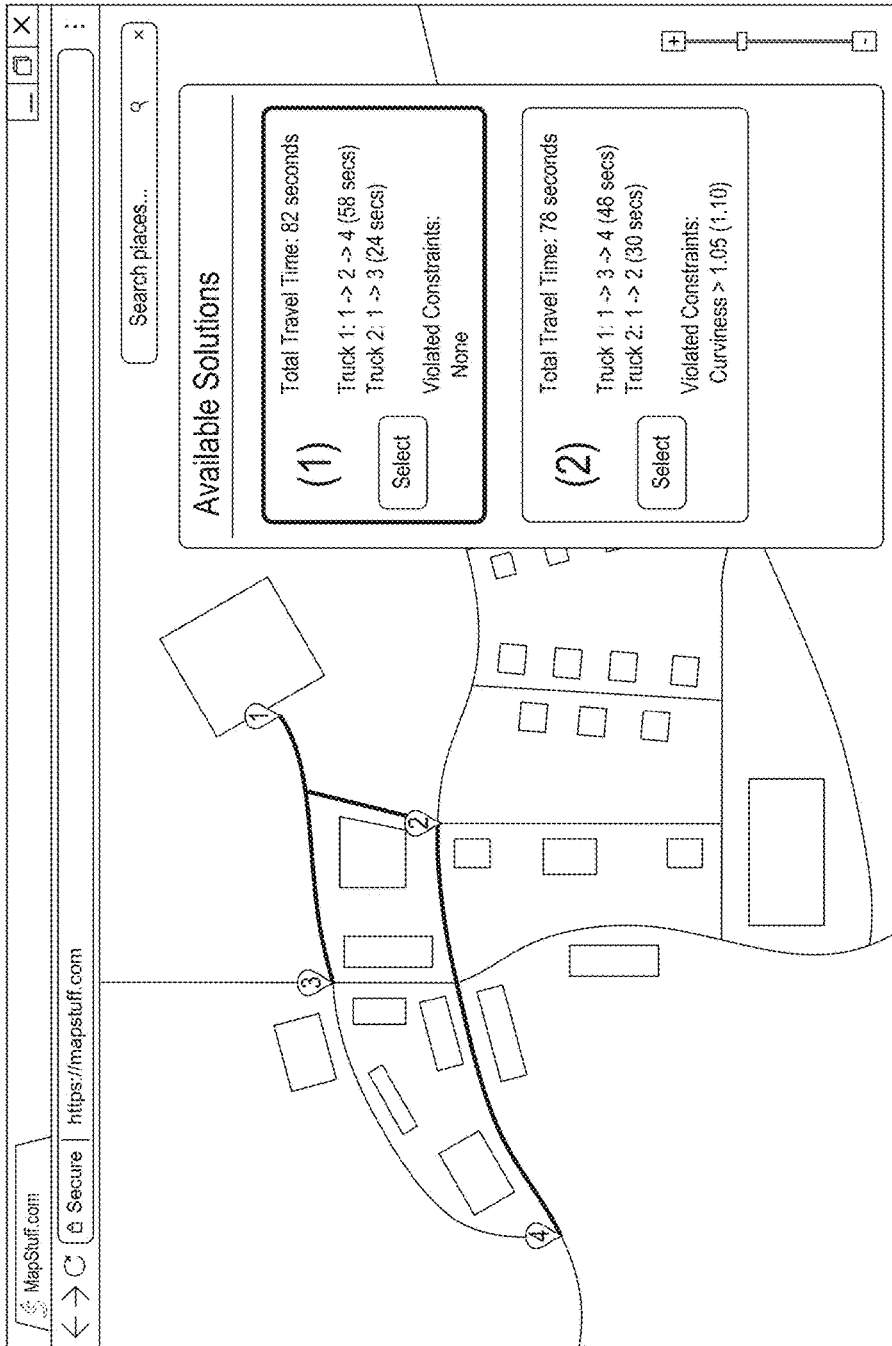 MapStuff.com
Secure | https://mapstuff.com
Search places...
Available Solutions
(1)
Select
Total Travel Time: 82 seconds
Truck 1: 1 -> 2 -> 4 (58 secs)
Truck 2: 1 -> 3 (24 secs)
Violated Constraints:
None
(2)
Select
Total Travel Time: 78 seconds
Truck 1: 1 -> 3 -> 4 (48 secs)
Truck 2: 1 -> 2 (30 secs)
Violated Constraints:
Curviness > 1.05 (1.10)
1
2
3
4
+
-